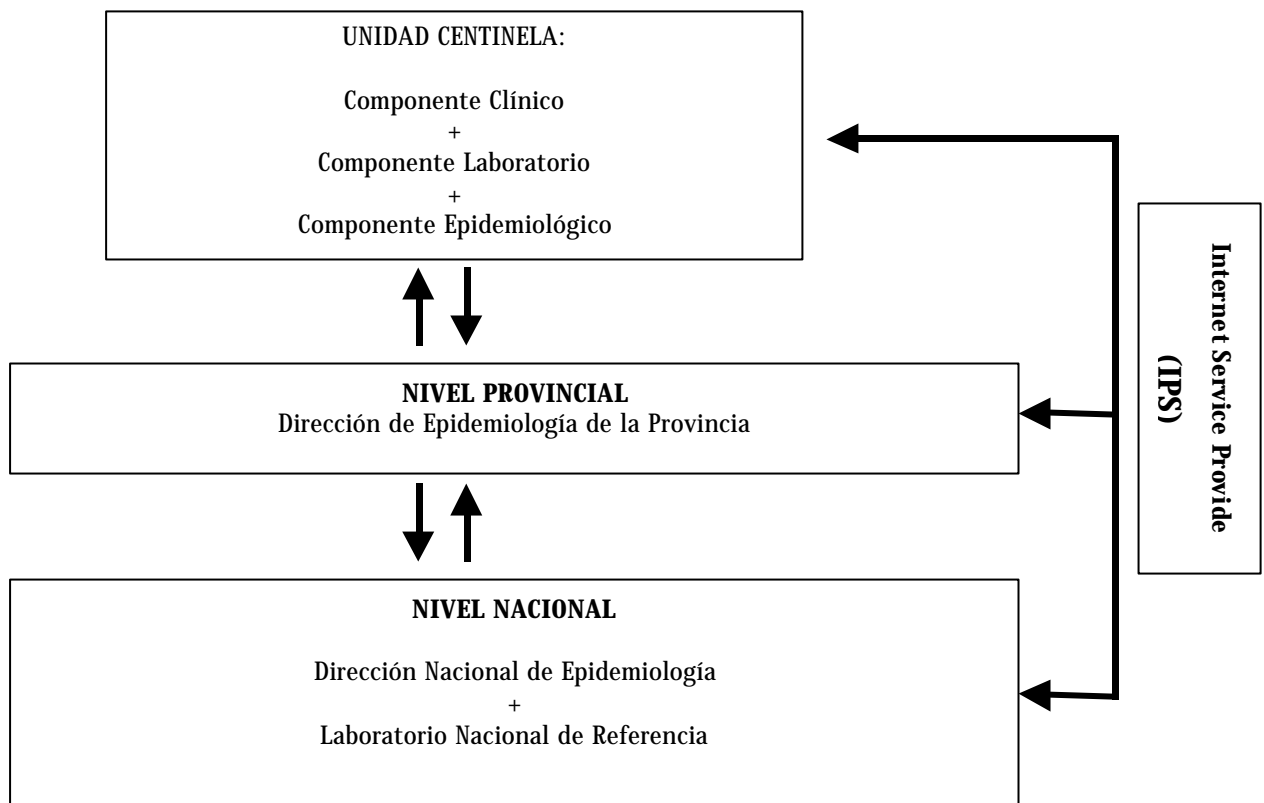 UNIDAD CENTINELA:
Componente Clínico
+
Componente Laboratorio
+
Componente Epidemiológico
NIVEL PROVINCIAL
Dirección de Epidemiología de la Provincia
NIVEL NACIONAL
Dirección Nacional de Epidemiología
+
Laboratorio Nacional de Referencia
Internet Service Provide
(IPS)